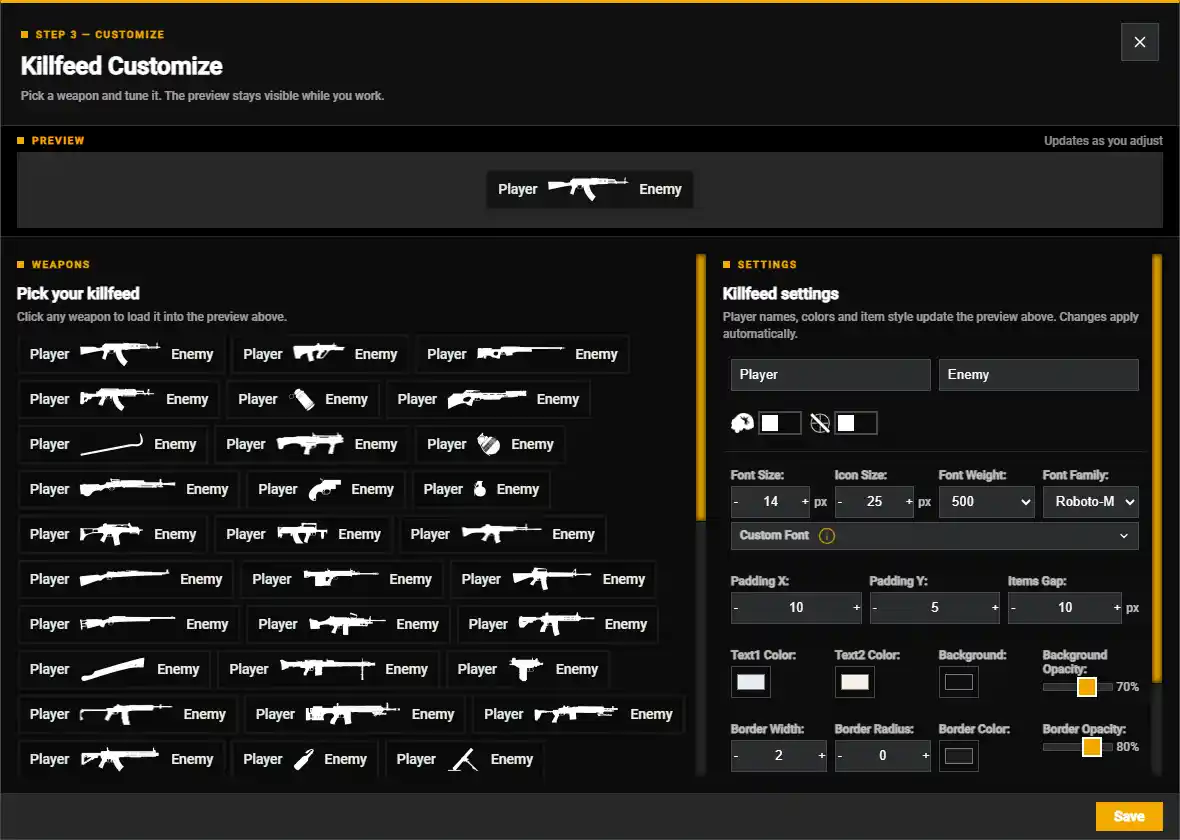 STEP 3 — CUSTOMIZE
Killfeed Customize
Pick a weapon and tune it. The preview stays visible while you work.
PREVIEW
Updates as you adjust
Player Enemy
WEAPONS
Pick your killfeed
Click any weapon to load it into the preview above.
Player Enemy Player Enemy Player Enemy
Player Enemy Player Enemy Player Enemy
Player Enemy Player Enemy Player Enemy
Player Enemy Player Enemy Player Enemy
Player Enemy Player Enemy Player Enemy
Player Enemy Player Enemy Player Enemy
Player Enemy Player Enemy Player Enemy
Player Enemy Player Enemy Player Enemy
Player Enemy Player Enemy Player Enemy
Player Enemy Player Enemy Player Enemy
SETTINGS
Killfeed settings
Player names, colors and item style update the preview above. Changes apply
automatically.
Player Enemy
Font Size: Icon Size: Font Weight: Font Family:
- 14 + px - 25 + px 500 Roboto-M
Custom Font i
Padding X: Padding Y: Items Gap:
- 10 + - 5 + - 10 + px
Text1 Color: Text2 Color: Background: Background
Opacity:
70%
Border Width: Border Radius: Border Color: Border Opacity:
- 2 + - 0 + 80%
Save